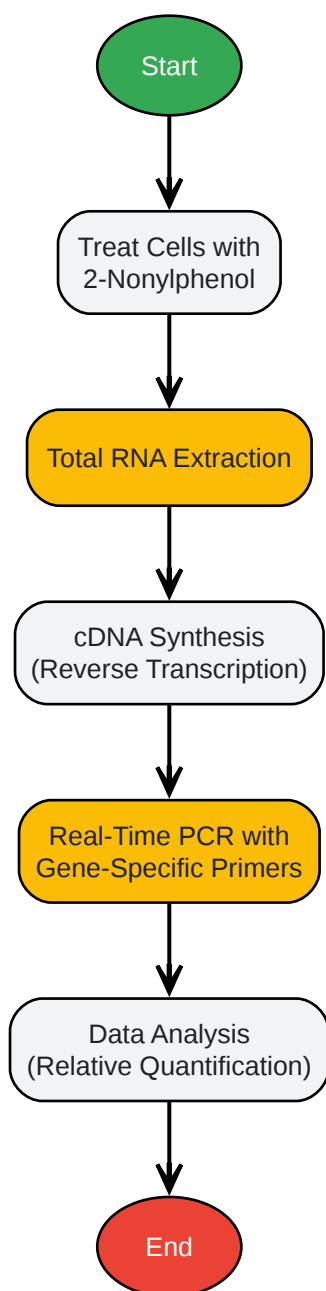 Start
Treat Cells with
2-Nonylphenol
Total RNA Extraction
cDNA Synthesis
(Reverse Transcription)
Real-Time PCR with
Gene-Specific Primers
Data Analysis
(Relative Quantification)
End